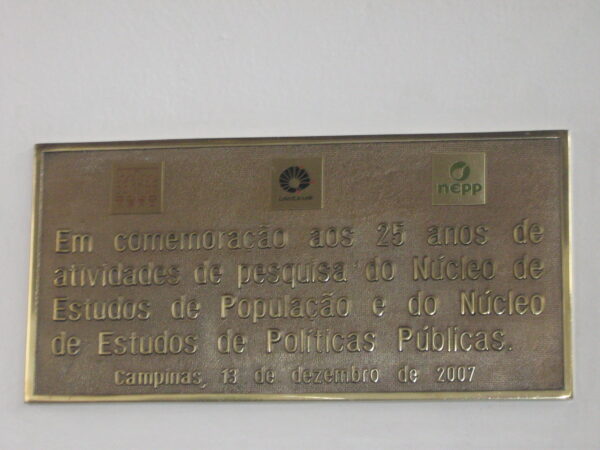 nepp
Em comemoração aos 25 anos de
atividades de pesquisa do Núcleo de
Estudos de População e do Núcleo
de Estudos de Políticas Públicas.
Campinas, 13 de dezembro de 2007